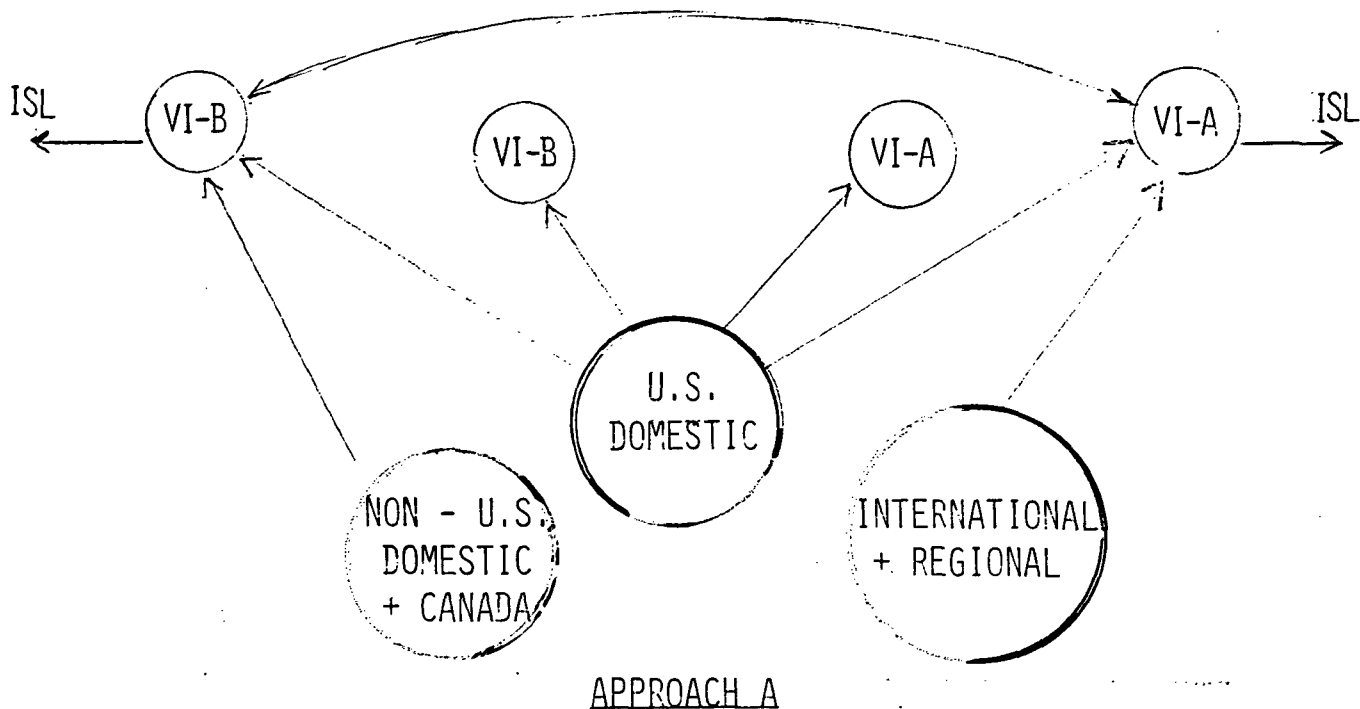 ISL
VI-B
VI-B
VI-A
VI-A
ISL
U.S.
DOMESTIC
NON - U.S.
DOMESTIC
+ CANADA
INTERNATIONAL
+ REGIONAL
APPROACH A